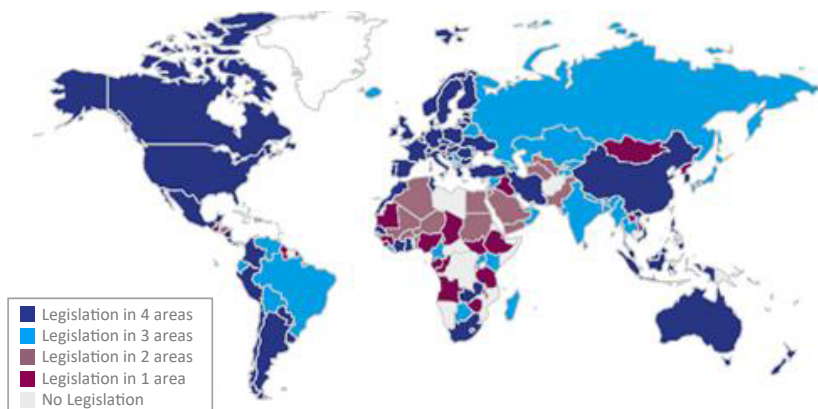 Legislation in 4 areas
Legislation in 3 areas
Legislation in 2 areas
Legislation in 1 area
No Legislation